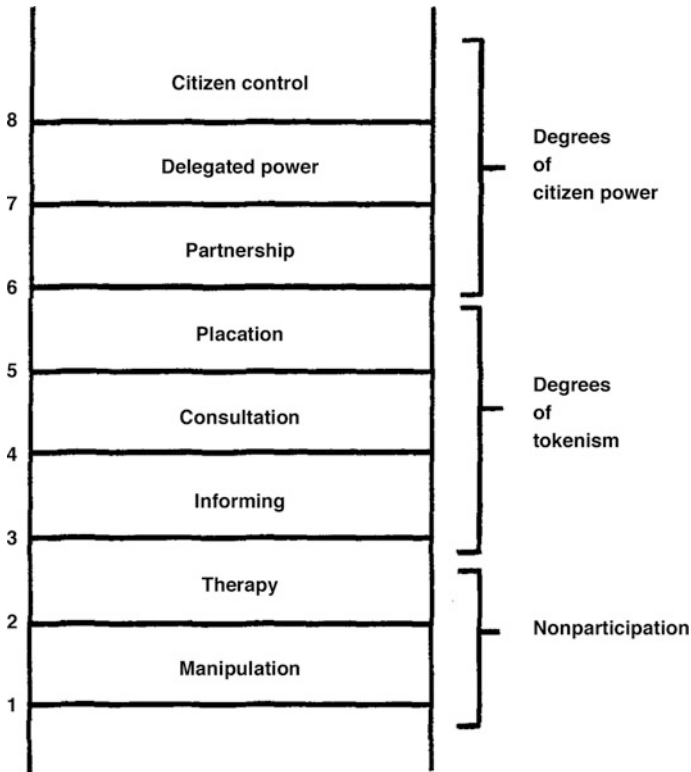 Citizen control
8
Delegated power
7
Partnership
6
Placation
5
Consultation
4
Informing
3
Therapy
2
Manipulation
1
Degrees
of
citizen power
Degrees
of
tokenism
Nonparticipation